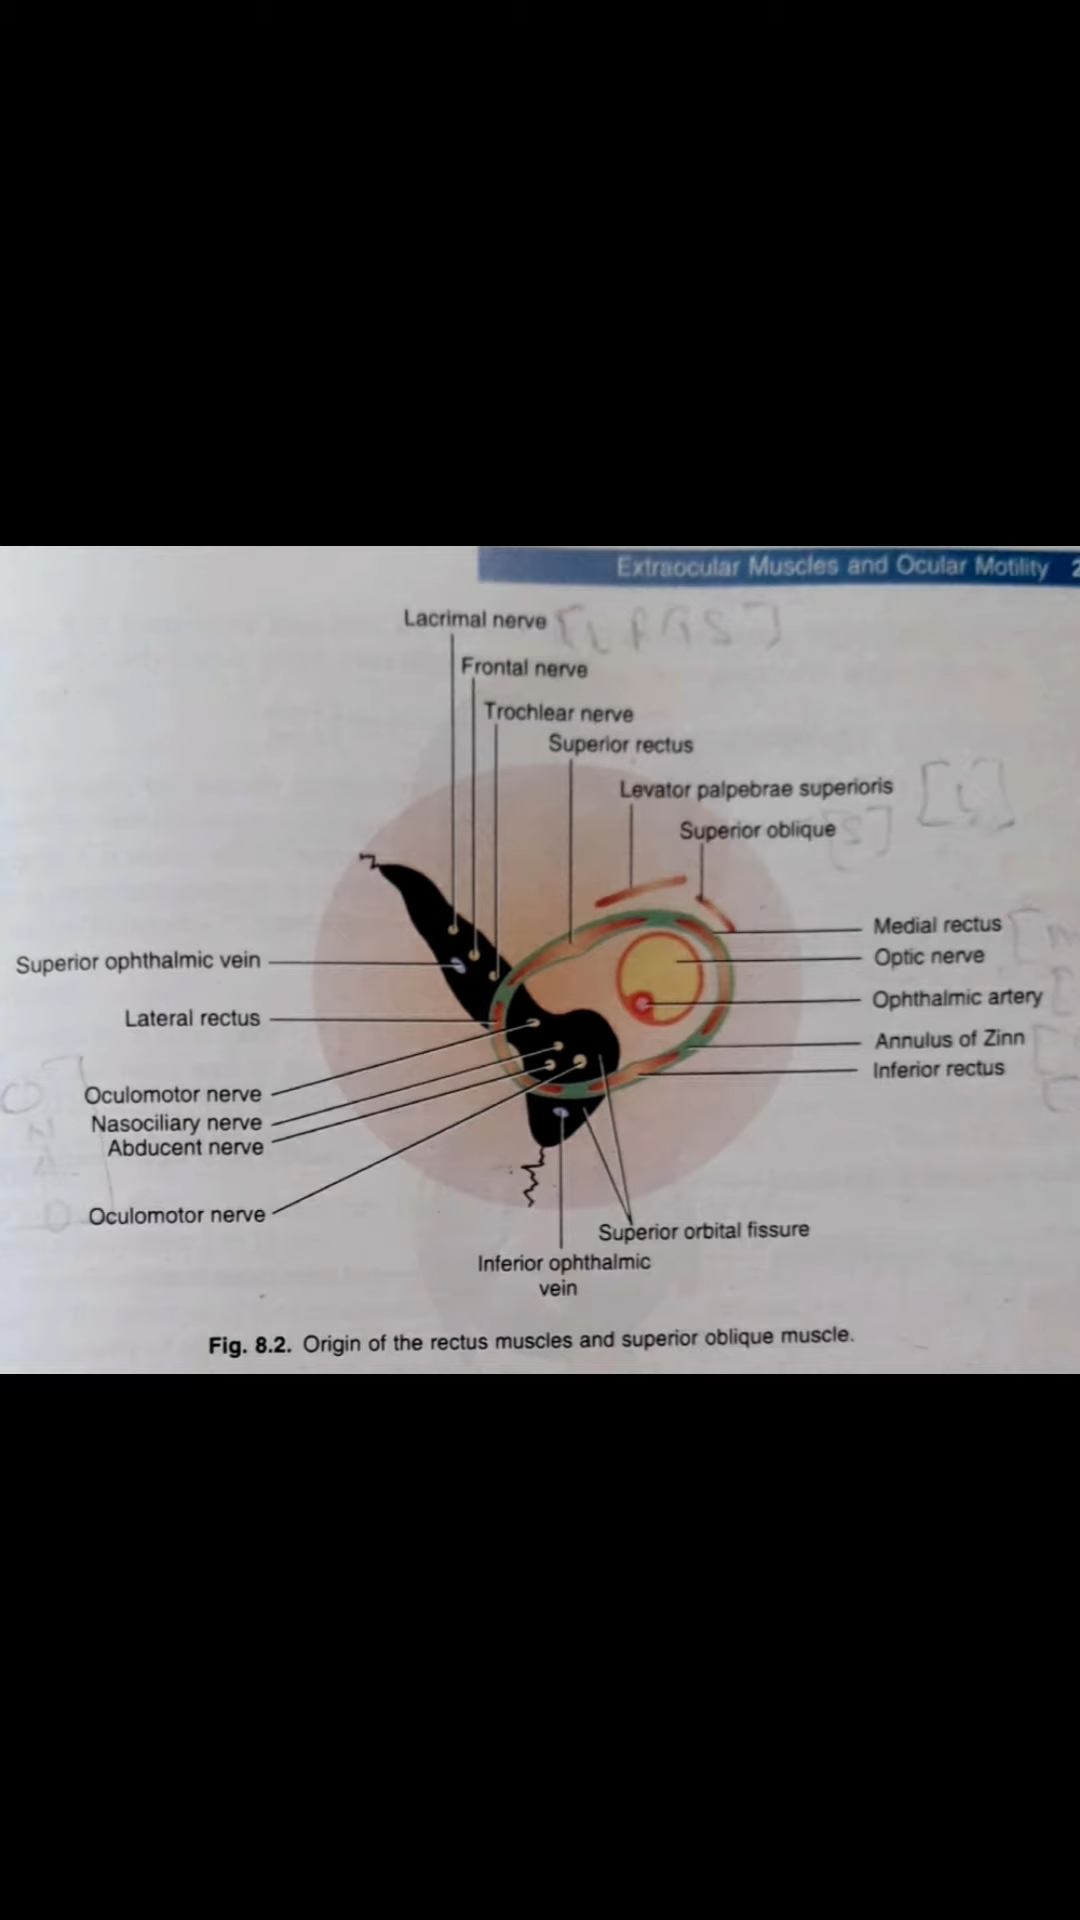 Extraocular Muscles and Ocular Motility
Lacrimal nerve
Frontal nerve
Trochlear nerve
Superior rectus
Levator palpebrae superioris
Superior oblique
Medial rectus
Optic nerve
Ophthalmic artery
Annulus of Zinn
Inferior rectus
Superior ophthalmic vein
Lateral rectus
Oculomotor nerve
Nasociliary nerve
Abducent nerve
Oculomotor nerve
Superior orbital fissure
Inferior ophthalmic
vein
Fig. 8.2. Origin of the rectus muscles and superior oblique muscle.